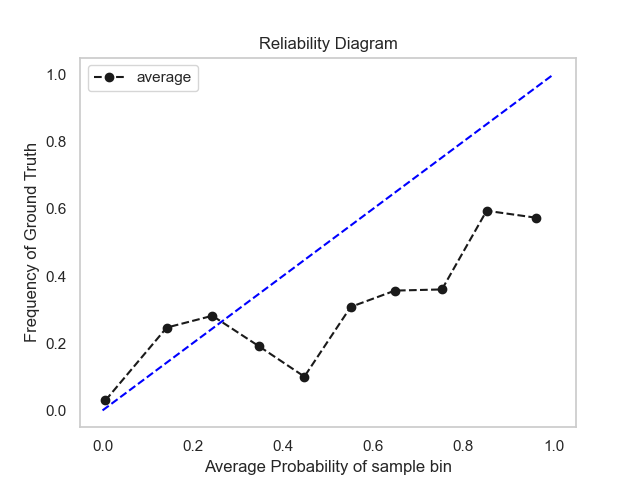 Reliability Diagram
average
Frequency of Ground Truth
1.0
0.8
0.6
0.4
0.2
0.0
0.0 0.2 0.4 0.6 0.8 1.0
Average Probability of sample bin